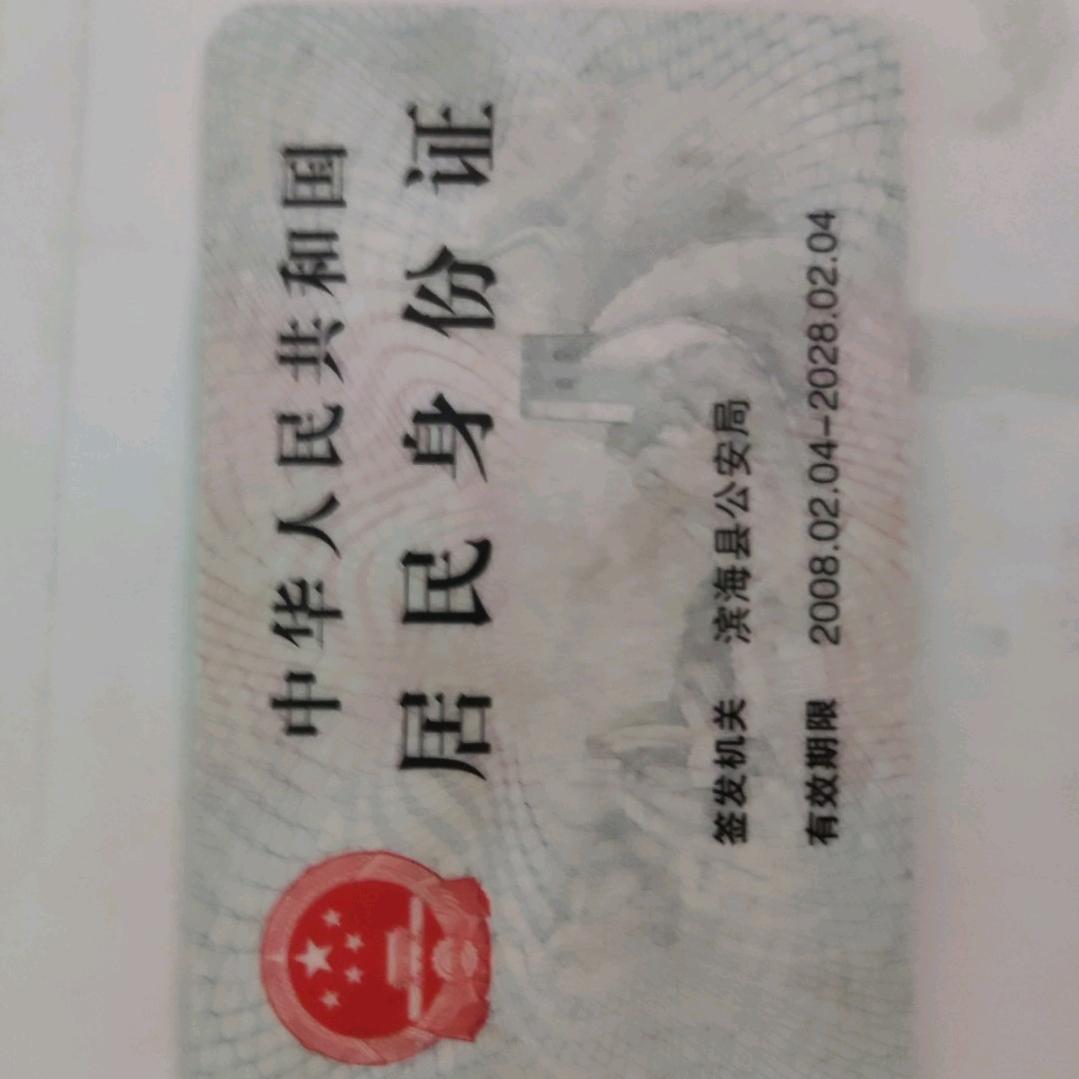 中华人民共和国
居民身份证
签发机关 滨海县公安局
有效期限 2008.02.04-2028.02.04